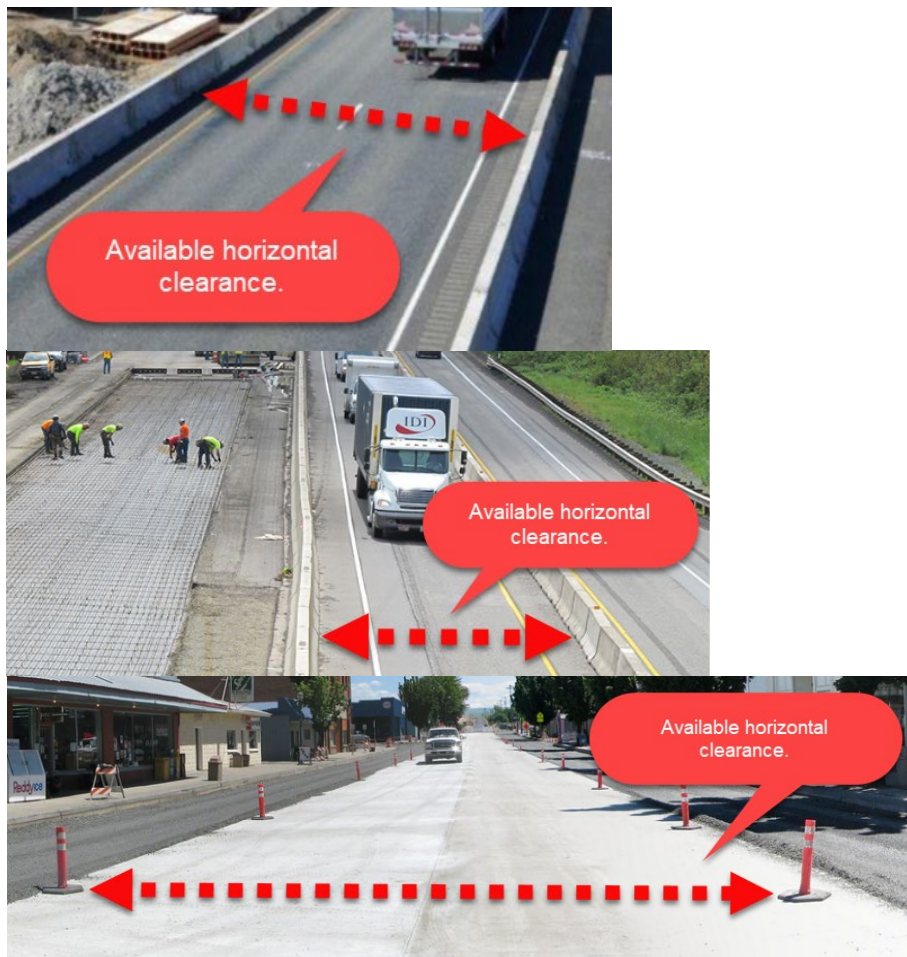 Available horizontal
clearance.
IDI
Available horizontal
clearance.
Available horizontal
clearance.
Reddyice